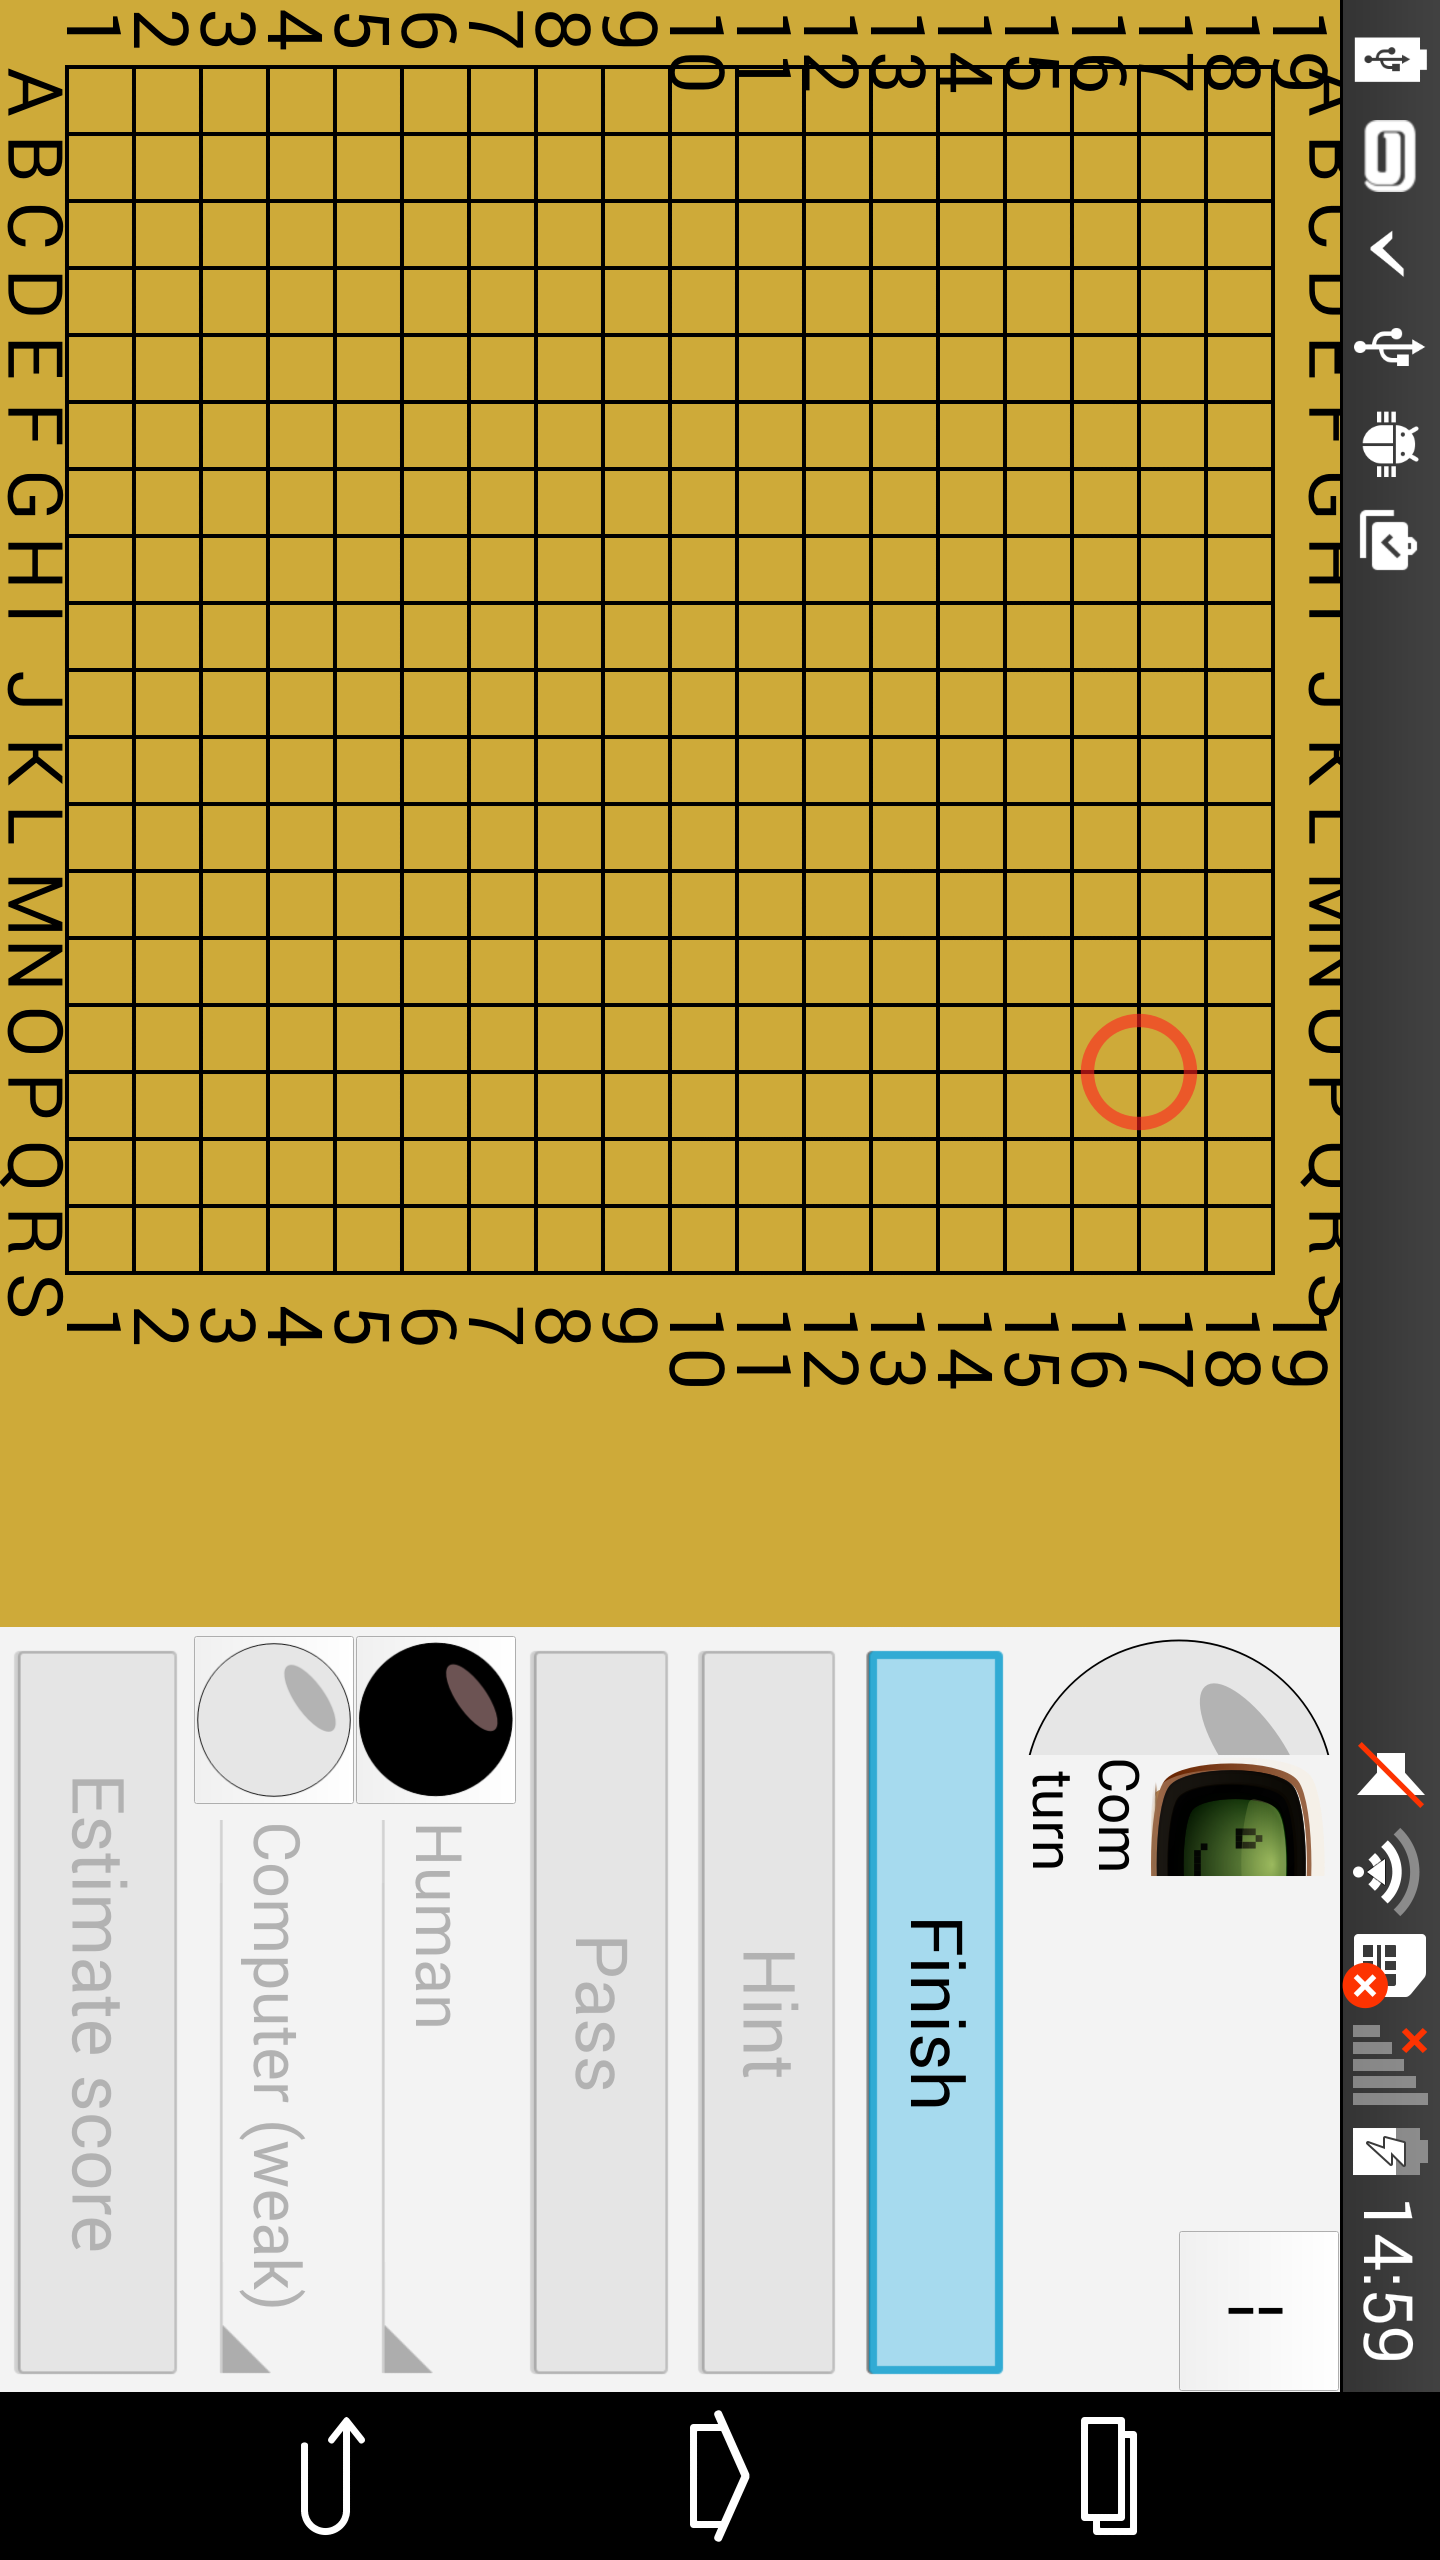 14:59
A B C D E F G H I J K L M N O P Q R S
19 19
18 18
17 17
16 16
15 15
14 14
13 13
12 12
11 11
10 10
9 9
8 8
7 7
6 6
5 5
4 4
3 3
2 2
1 1
A B C D E F G H I J K L M N O P Q R S
--
Com
turn
Finish
Hint
Pass
Human
Computer (weak)
Estimate score